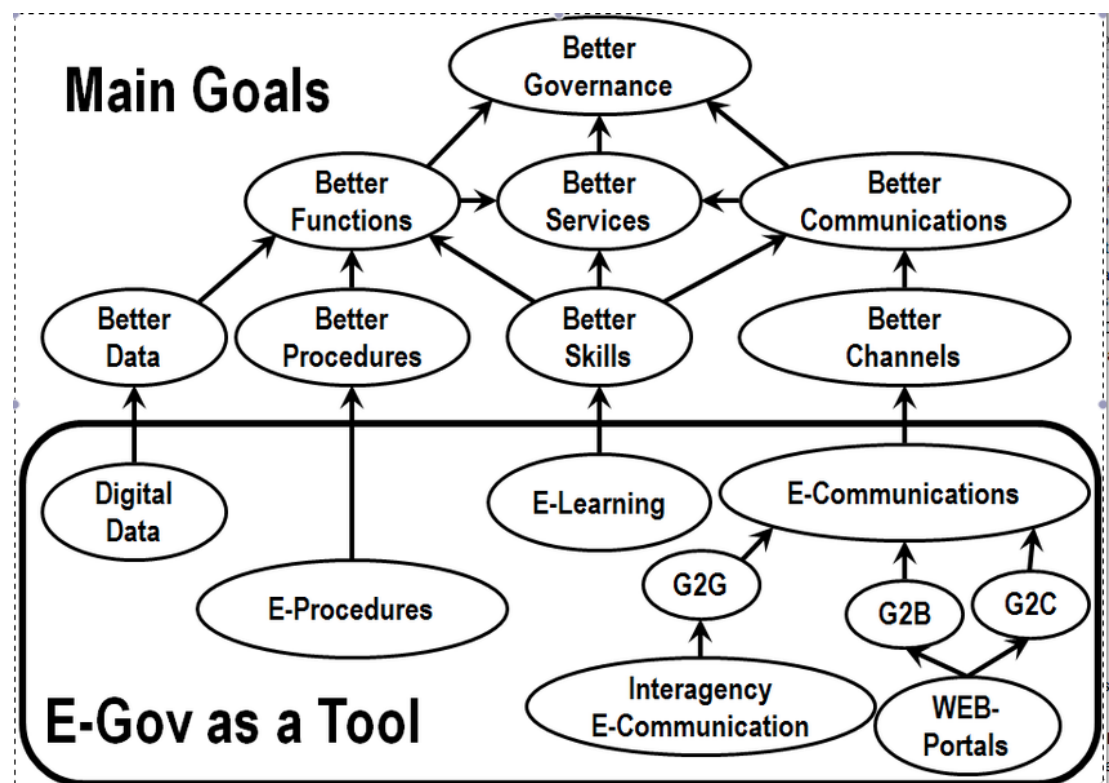 Main Goals
Better
Governance
Better
Functions
Better
Services
Better
Communications
Better
Data
Better
Procedures
Better
Skills
Better
Channels
Digital
Data
E-Learning
E-Communications
E-Procedures
G2G
G2B
G2C
Interagency
E-Communication
WEB-
Portals
E-Gov as a Tool